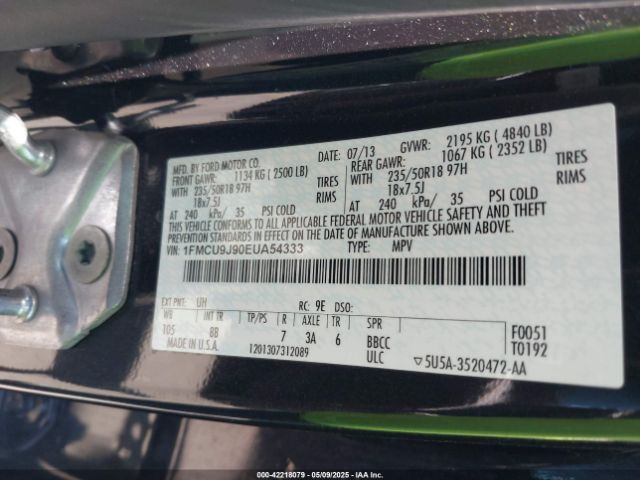 MFD. BY FORD MOTOR CO.
DATE: 07/13 GVWR: 2195 KG ( 4840 LB)
FRONT GAWR: 1134 KG ( 2500 LB)
REAR GAWR: 1067 KG ( 2352 LB)
WITH 235/50R18 97H TIRES
18x7.5J RIMS
WITH 235/50R18 97H TIRES
18x7.5J RIMS
AT 240 kPa/ 35 PSI COLD
AT 240 kPa/ 35 PSI COLD
THIS VEHICLE CONFORMS TO ALL APPLICABLE FEDERAL MOTOR VEHICLE SAFETY AND THEFT
PREVENTION STANDARDS IN EFFECT ON THE DATE OF MANUFACTURE SHOWN ABOVE.
VIN: 1FMCU9J90EUA54333 TYPE: MPV
EXT PNT: UH RC: 9E DSO:
WB INT TR TP/PS R AXLE TR SPR
105 BB 7 3A 6 BBCC
MADE IN U.S.A. 1201307312089 ULC
F0051
T0192
▽5U5A-3520472-AA
000-42218079 - 05/09/2025 - IAAI.COM